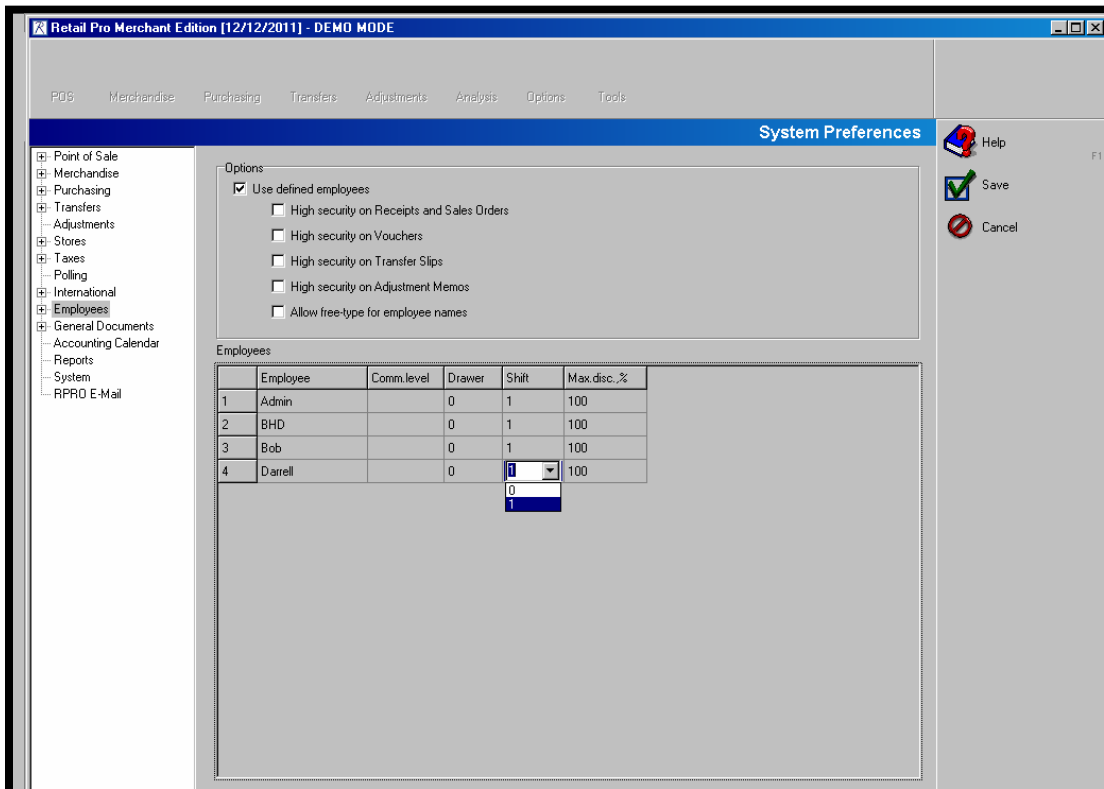 Retail Pro Merchant Edition [12/12/2011] - DEMO MODE
POS Merchandise Purchasing Transfers Adjustments Analysis Options Tools
System Preferences
Help
F1
Save
Cancel
Point of Sale
Merchandise
Purchasing
Transfers
Adjustments
Stores
Taxes
Polling
International
Employees
General Documents
Accounting Calendar
Reports
System
RPRO E-Mail
Options
Use defined employees
High security on Receipts and Sales Orders
High security on Vouchers
High security on Transfer Slips
High security on Adjustment Memos
Allow free-type for employee names
Employees
Employee Comm.level Drawer Shift Max.disc.,%
1 Admin 0 1 100
2 BHD 0 1 100
3 Bob 0 1 100
4 Darrell 0 1 100
0
1